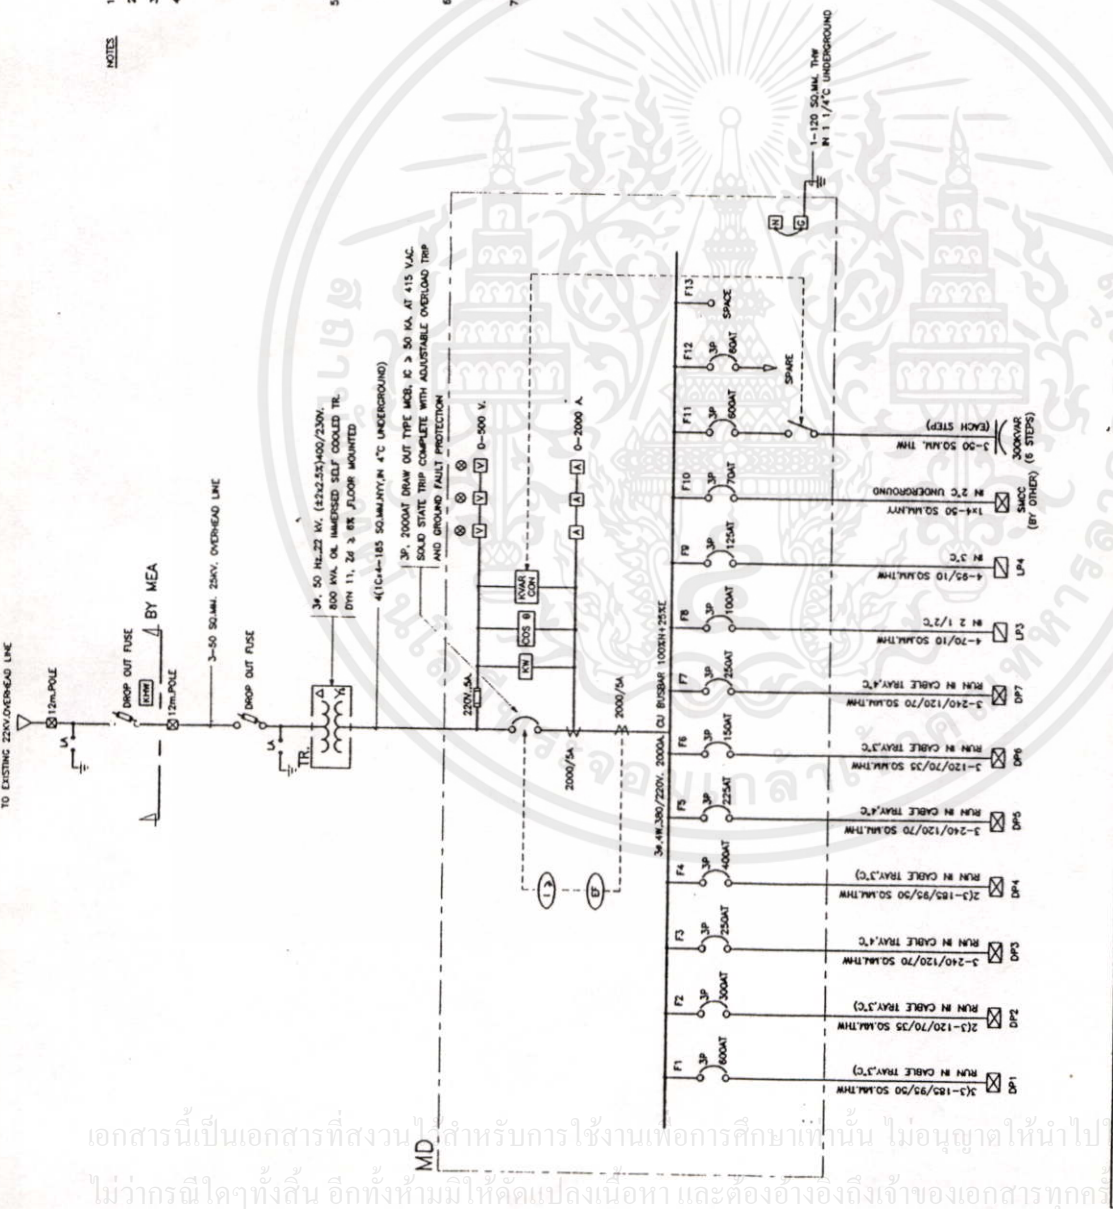 NOTES
1
2
3
4
5
6
7
TO EXISTING 22KV.OVERHEAD LINE
12m.POLE
LA
DROP OUT FUSE
KHW
BY MEA
12m.POLE
3-50 SQ.MM. 25KV. OVERHEAD LINE
DROP OUT FUSE
LA
TR.
3ø, 50 Hz.22 kV. (±2x2.5%)400/230V.
800 kVA. OIL IMMERSED SELF COOLED TR.
DYN 11, Zd ≥ 6% ,FLOOR MOUNTED
4(1Cx4-185 SQ.MM.NYY,IN 4"C UNDERGROUND)
3P, 2000AT DRAW OUT TYPE MCB, IC ≥ 50 KA. AT 415 V.AC.
SOLID STATE TRIP COMPLETE WITH ADJUSTABLE OVERLOAD TRIP
AND GROUND FAULT PROTECTION
MD
220V.,5A
V
V
V
0-500 V.
KW
COS θ
KVAR
CON
A
A
A
0-2000 A.
2000/5A
2000/5A
I ≥
EF
N
G
1-120 SQ.MM. THW
IN 1 1/4"C UNDERGROUND
3ø,4W,380/220V. 2000A. CU BUSBAR 100%N+25%E
F1
3P
600AT
3(3-185/95/50 SQ.MM.THW
RUN IN CABLE TRAY,3"C)
DP1
F2
3P
300AT
2(3-120/70/35 SQ.MM.THW
RUN IN CABLE TRAY,3"C)
DP2
F3
3P
250AT
3-240/120/70 SQ.MM.THW
RUN IN CABLE TRAY,4"C
DP3
F4
3P
400AT
2(3-185/95/50 SQ.MM.THW
RUN IN CABLE TRAY,3"C)
DP4
F5
3P
225AT
3-240/120/70 SQ.MM.THW
RUN IN CABLE TRAY,4"C
DP5
F6
3P
150AT
3-120/70/35 SQ.MM.THW
RUN IN CABLE TRAY,3"C
DP6
F7
3P
250AT
3-240/120/70 SQ.MM.THW
RUN IN CABLE TRAY,4"C
DP7
F8
3P
100AT
4-70/10 SQ.MM.THW
IN 2 1/2"C
LP3
F9
3P
125AT
4-95/10 SQ.MM.THW
IN 3"C
LP4
F10
3P
70AT
1x4-50 SQ.MM.NYY
IN 2"C UNDERGROUND
SMCC
(BY OTHER)
F11
3P
600AT
3-50 SQ.MM. THW
(EACH STEP)
300KVAR
(6 STEPS)
F12
3P
60AT
SPARE
F13
SPACE
เอกสารนี้เป็นเอกสารที่สงวนไว้สำหรับการใช้งานเพื่อการศึกษาเท่านั้น ไม่อนุญาตให้นำไป
ไม่ว่ากรณีใดๆทั้งสิ้น อีกทั้งห้ามมิให้ดัดแปลงเนื้อหา และต้องอ้างอิงถึงเจ้าของเอกสารทุกครั้